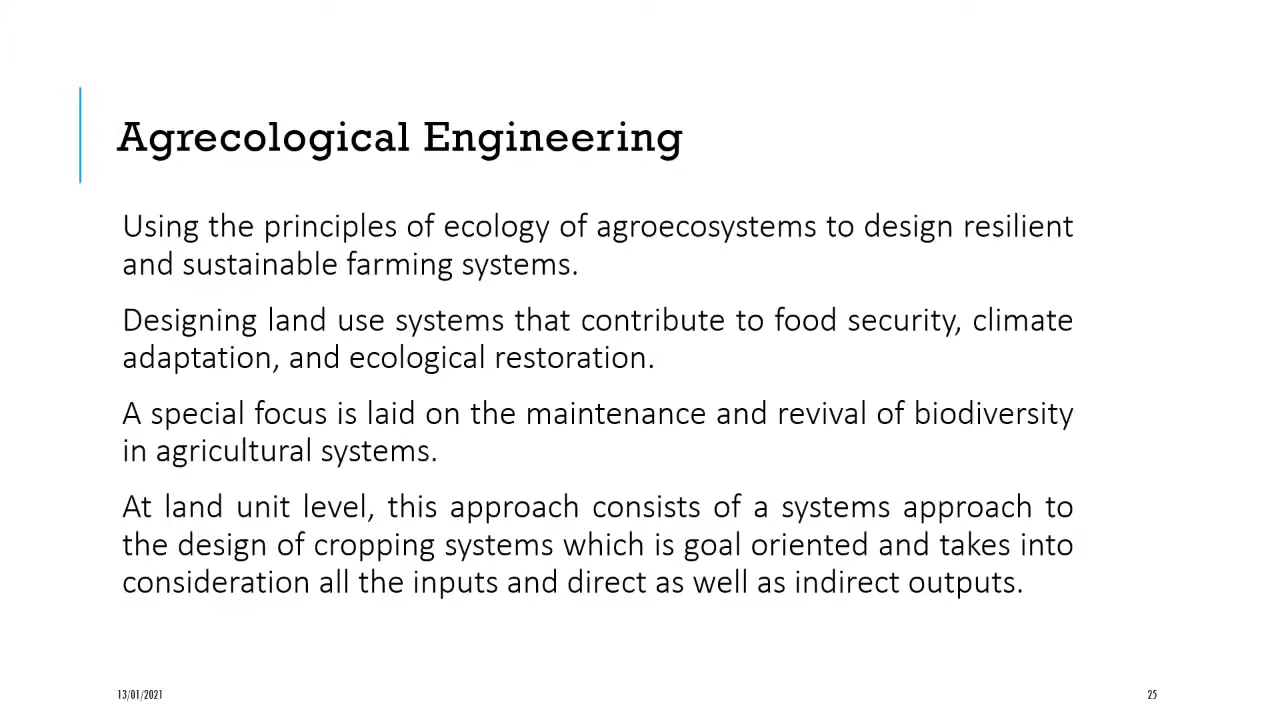 Agrecological Engineering
Using the principles of ecology of agroecosystems to design resilient
and sustainable farming systems.
Designing land use systems that contribute to food security, climate
adaptation, and ecological restoration.
A special focus is laid on the maintenance and revival of biodiversity
in agricultural systems.
At land unit level, this approach consists of a systems approach to
the design of cropping systems which is goal oriented and takes into
consideration all the inputs and direct as well as indirect outputs.
13/01/2021
25